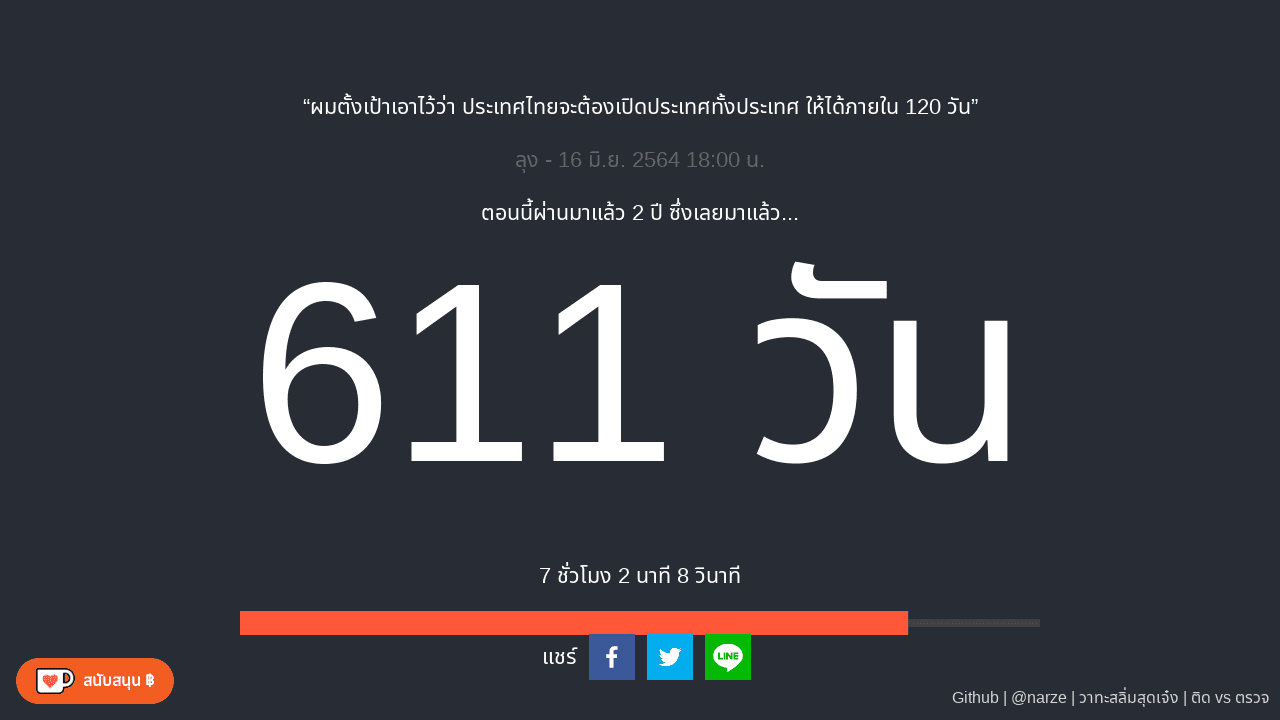 “ผมตั้งเป้าเอาไว้ว่า ประเทศไทยจะต้องเปิดประเทศทั้งประเทศ ให้ได้ภายใน 120 วัน”
ลุง - 16 มิ.ย. 2564 18:00 น.
ตอนนี้ผ่านมาแล้ว 2 ปี ซึ่งเลยมาแล้ว...
611 วัน
7 ชั่วโมง 2 นาที 8 วินาที
แชร์
LINE
สนับสนุน ฿
Github | @narze | วาทะสลิ่มสุดเจ๋ง | ติด vs ตรวจ